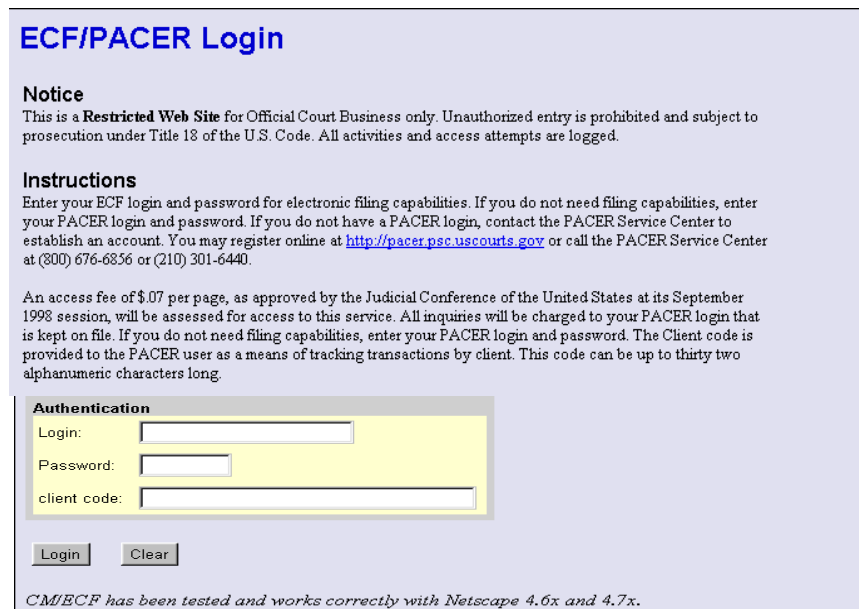 ECF/PACER Login
Notice
This is a Restricted Web Site for Official Court Business only. Unauthorized entry is prohibited and subject to
prosecution under Title 18 of the U.S. Code. All activities and access attempts are logged.
Instructions
Enter your ECF login and password for electronic filing capabilities. If you do not need filing capabilities, enter
your PACER login and password. If you do not have a PACER login, contact the PACER Service Center to
establish an account. You may register online at http://pacer.psc.uscourts.gov or call the PACER Service Center
at (800) 676-6856 or (210) 301-6440.
An access fee of $.07 per page, as approved by the Judicial Conference of the United States at its September
1998 session, will be assessed for access to this service. All inquiries will be charged to your PACER login that
is kept on file. If you do not need filing capabilities, enter your PACER login and password. The Client code is
provided to the PACER user as a means of tracking transactions by client. This code can be up to thirty two
alphanumeric characters long.
Authentication
Login:
Password:
client code:
Login Clear
CM/ECF has been tested and works correctly with Netscape 4.6x and 4.7x.